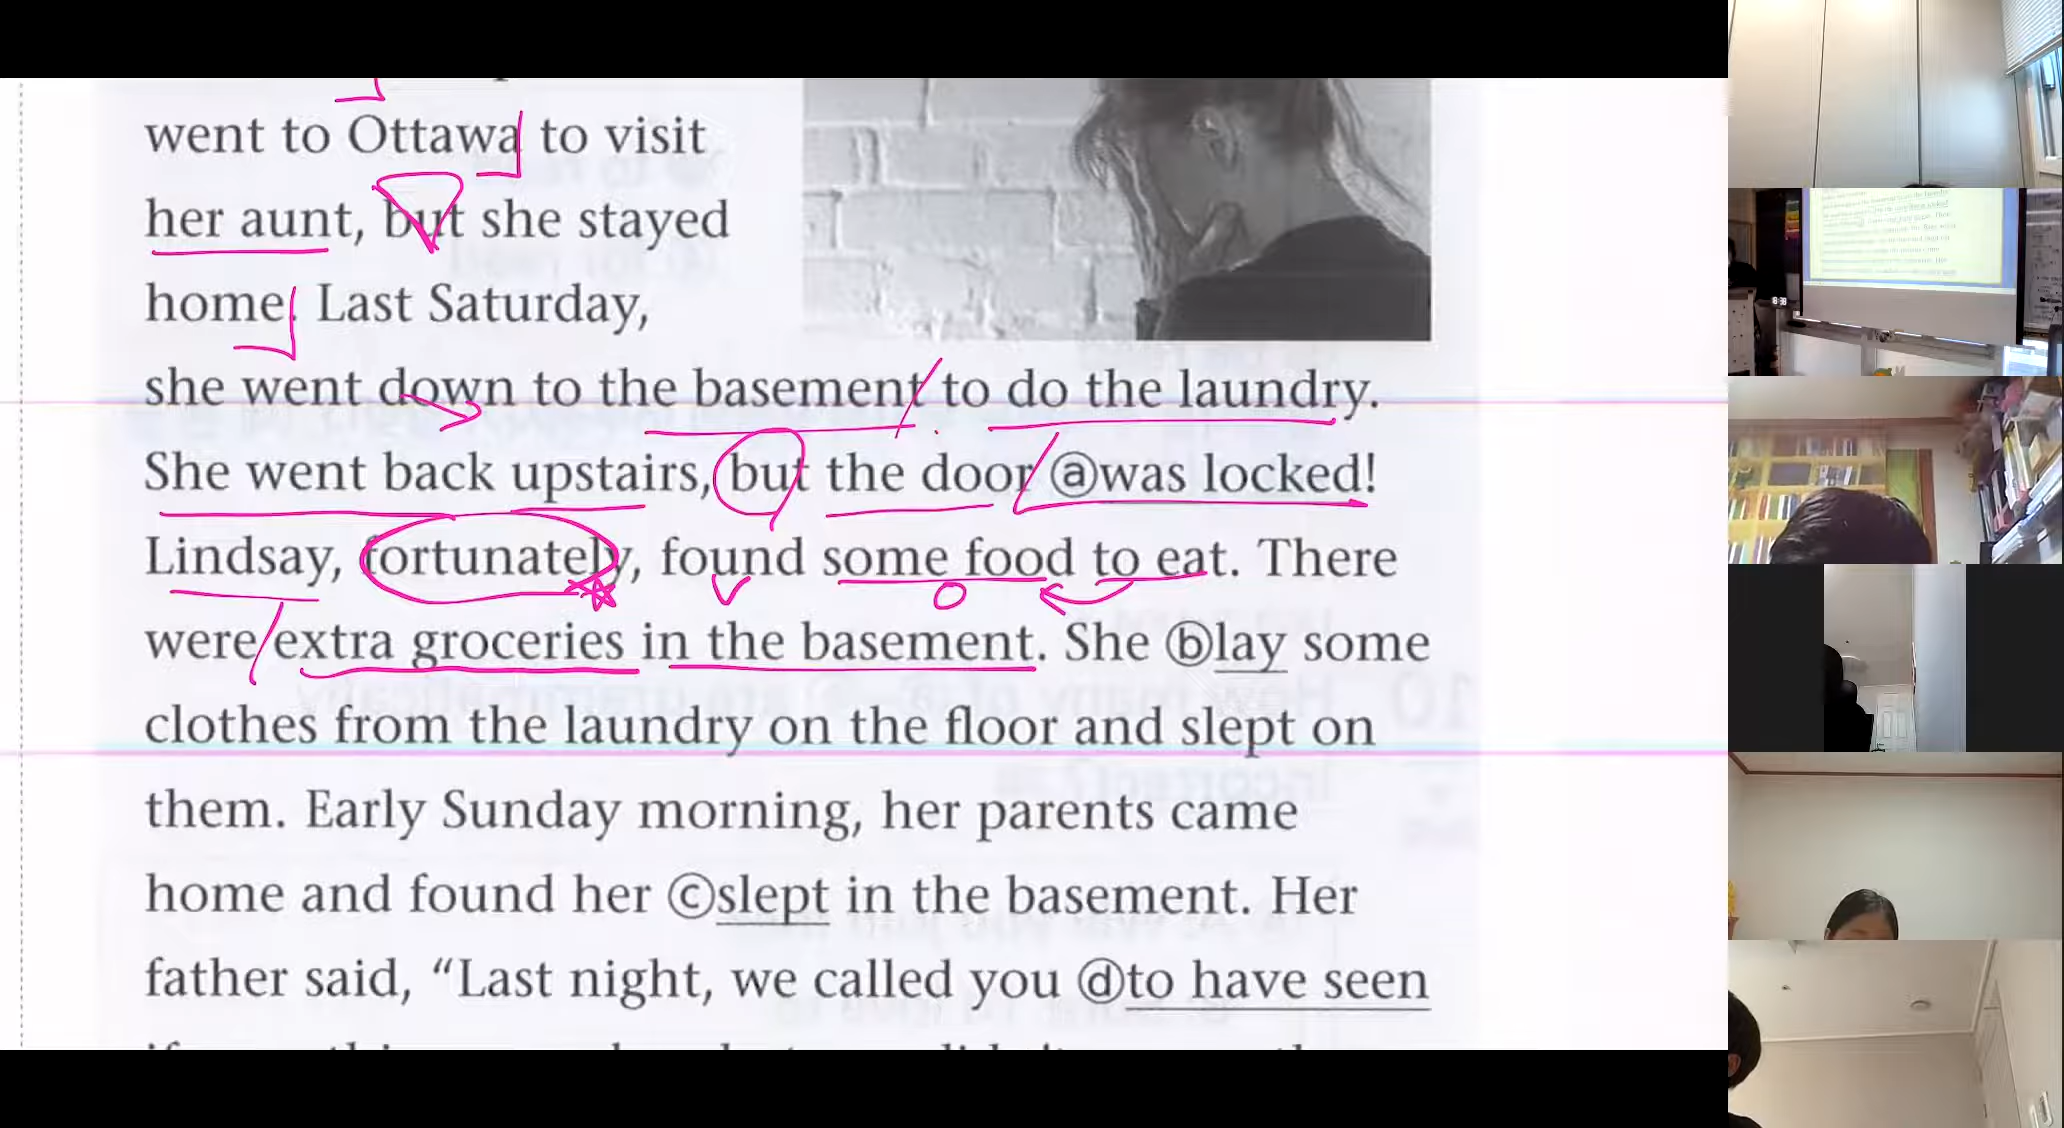 went to Ottawa to visit
her aunt, but she stayed
home. Last Saturday,
she went down to the basement to do the laundry.
She went back upstairs, but the door ⓐwas locked!
Lindsay, fortunately, found some food to eat. There
were extra groceries in the basement. She ⓑlay some
clothes from the laundry on the floor and slept on
them. Early Sunday morning, her parents came
home and found her ⓒslept in the basement. Her
father said, “Last night, we called you ⓓto have seen